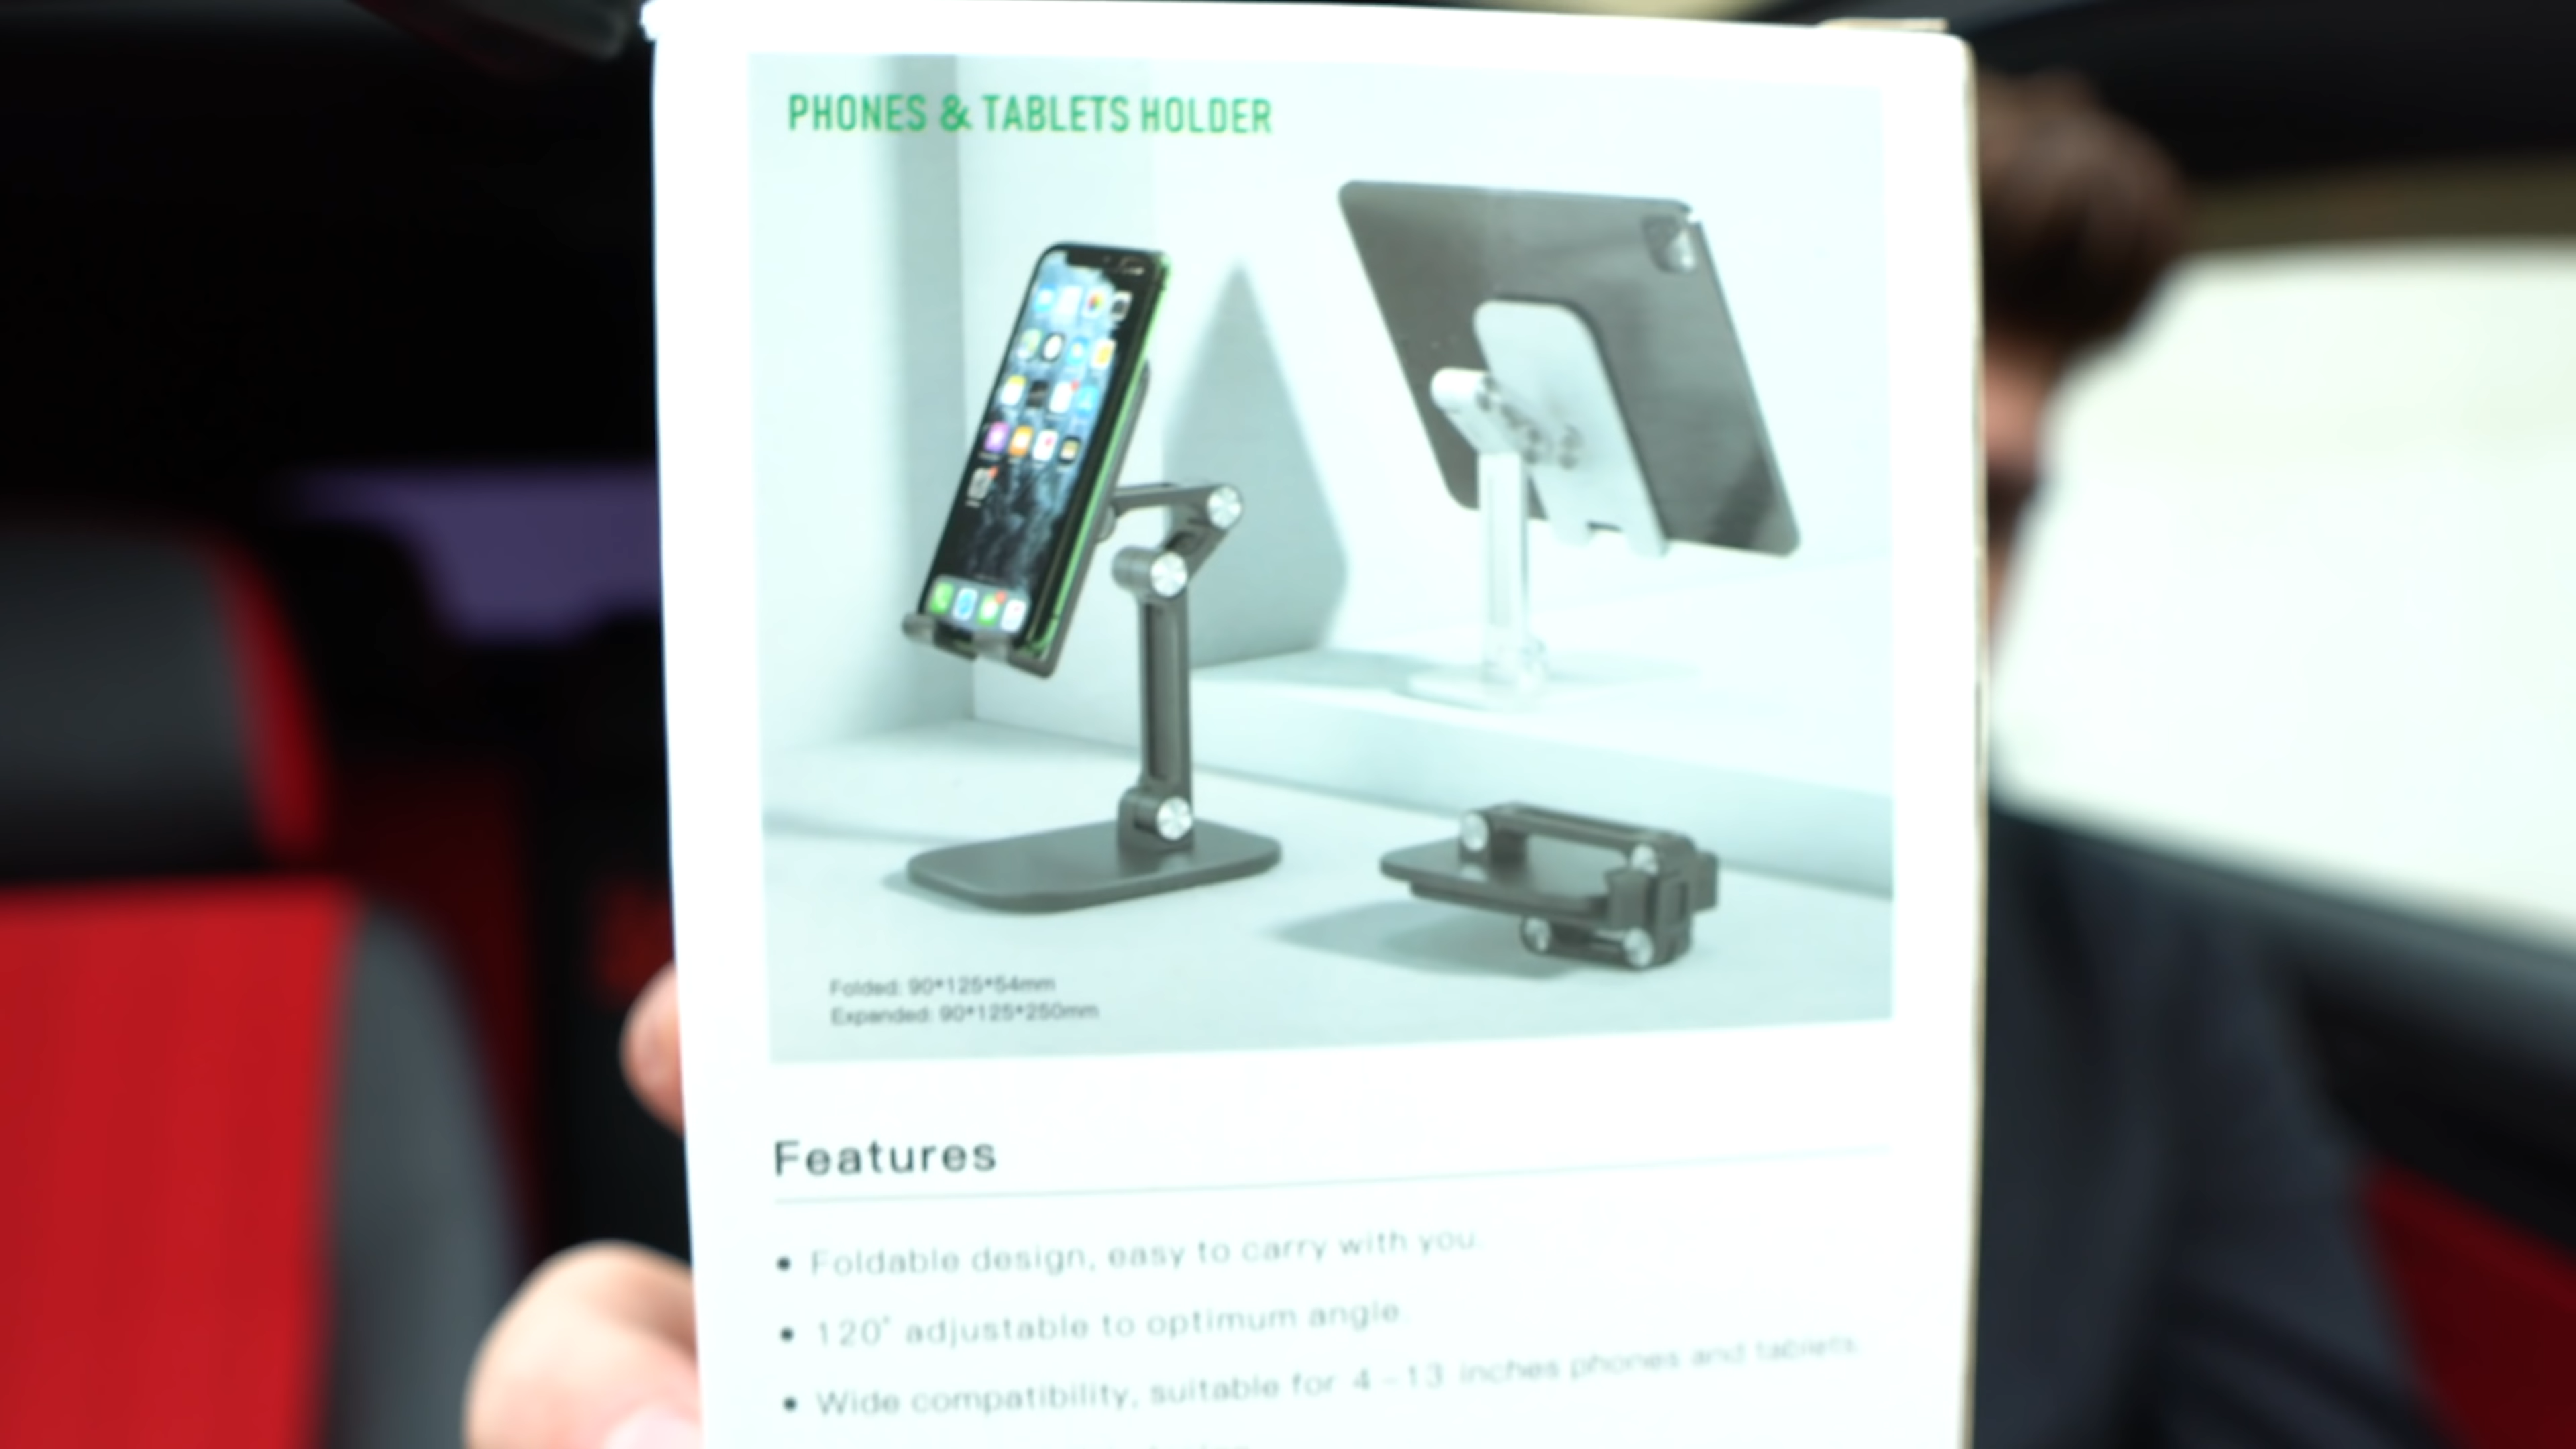 PHONES & TABLETS HOLDER
Folded: 90*125*54mm
Expanded: 90*125*250mm
Features
• Foldable design, easy to carry with you.
• 120° adjustable to optimum angle.
• Wide compatibility, suitable for 4-13 inches phones and tablets.